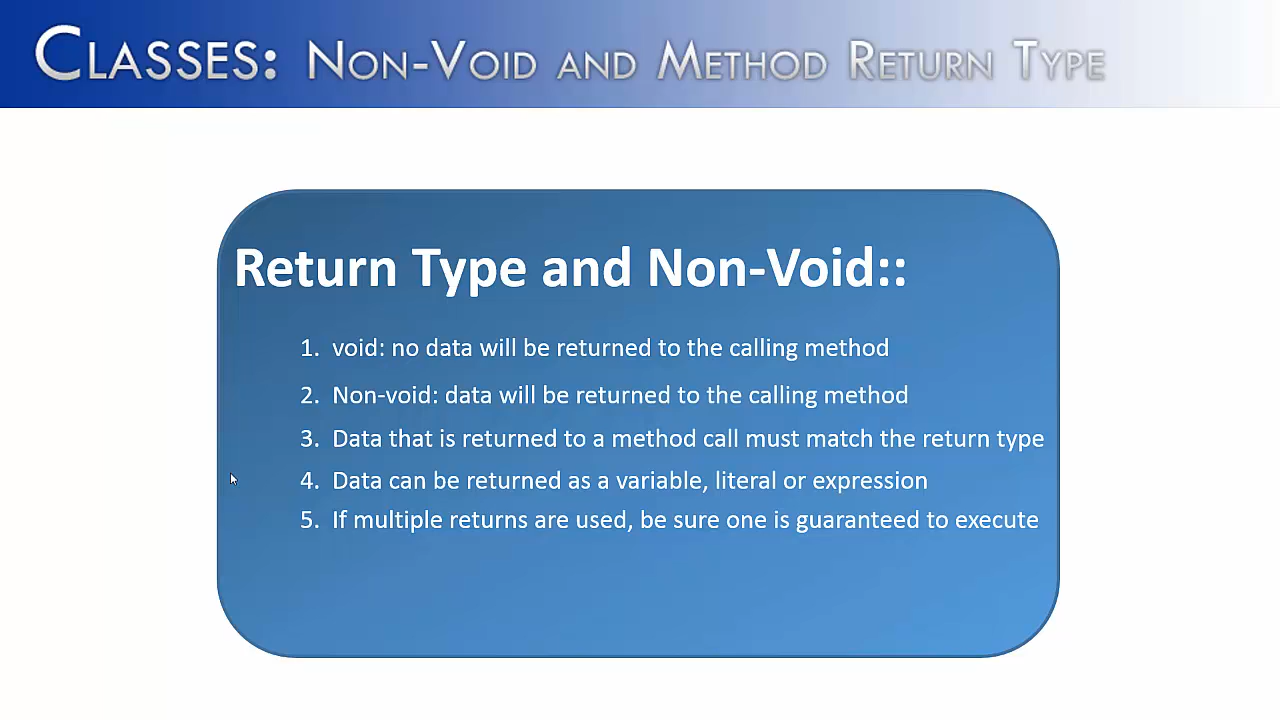 Classes: Non-Void and Method Return Type
Return Type and Non-Void::
1. void: no data will be returned to the calling method
2. Non-void: data will be returned to the calling method
3. Data that is returned to a method call must match the return type
4. Data can be returned as a variable, literal or expression
5. If multiple returns are used, be sure one is guaranteed to execute